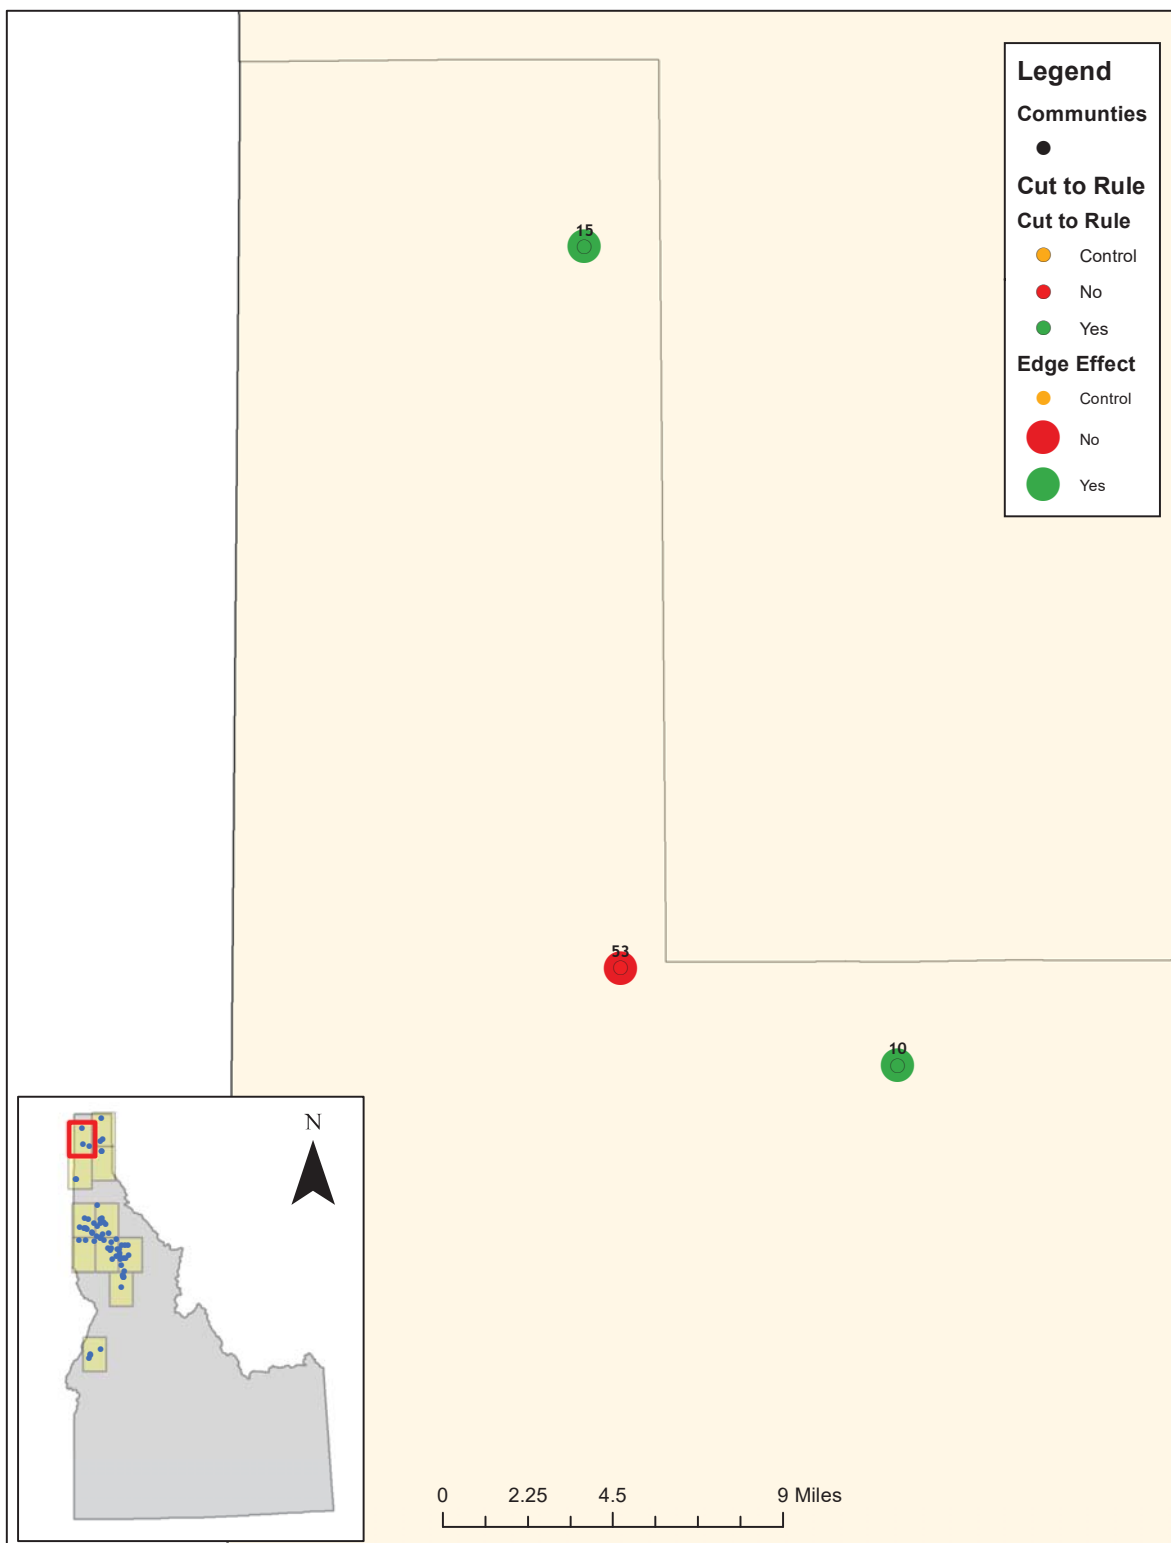 Legend
Communties
Cut to Rule
Cut to Rule
Control
No
Yes
Edge Effect
Control
No
Yes
15
53
10
N
0 2.25 4.5 9 Miles